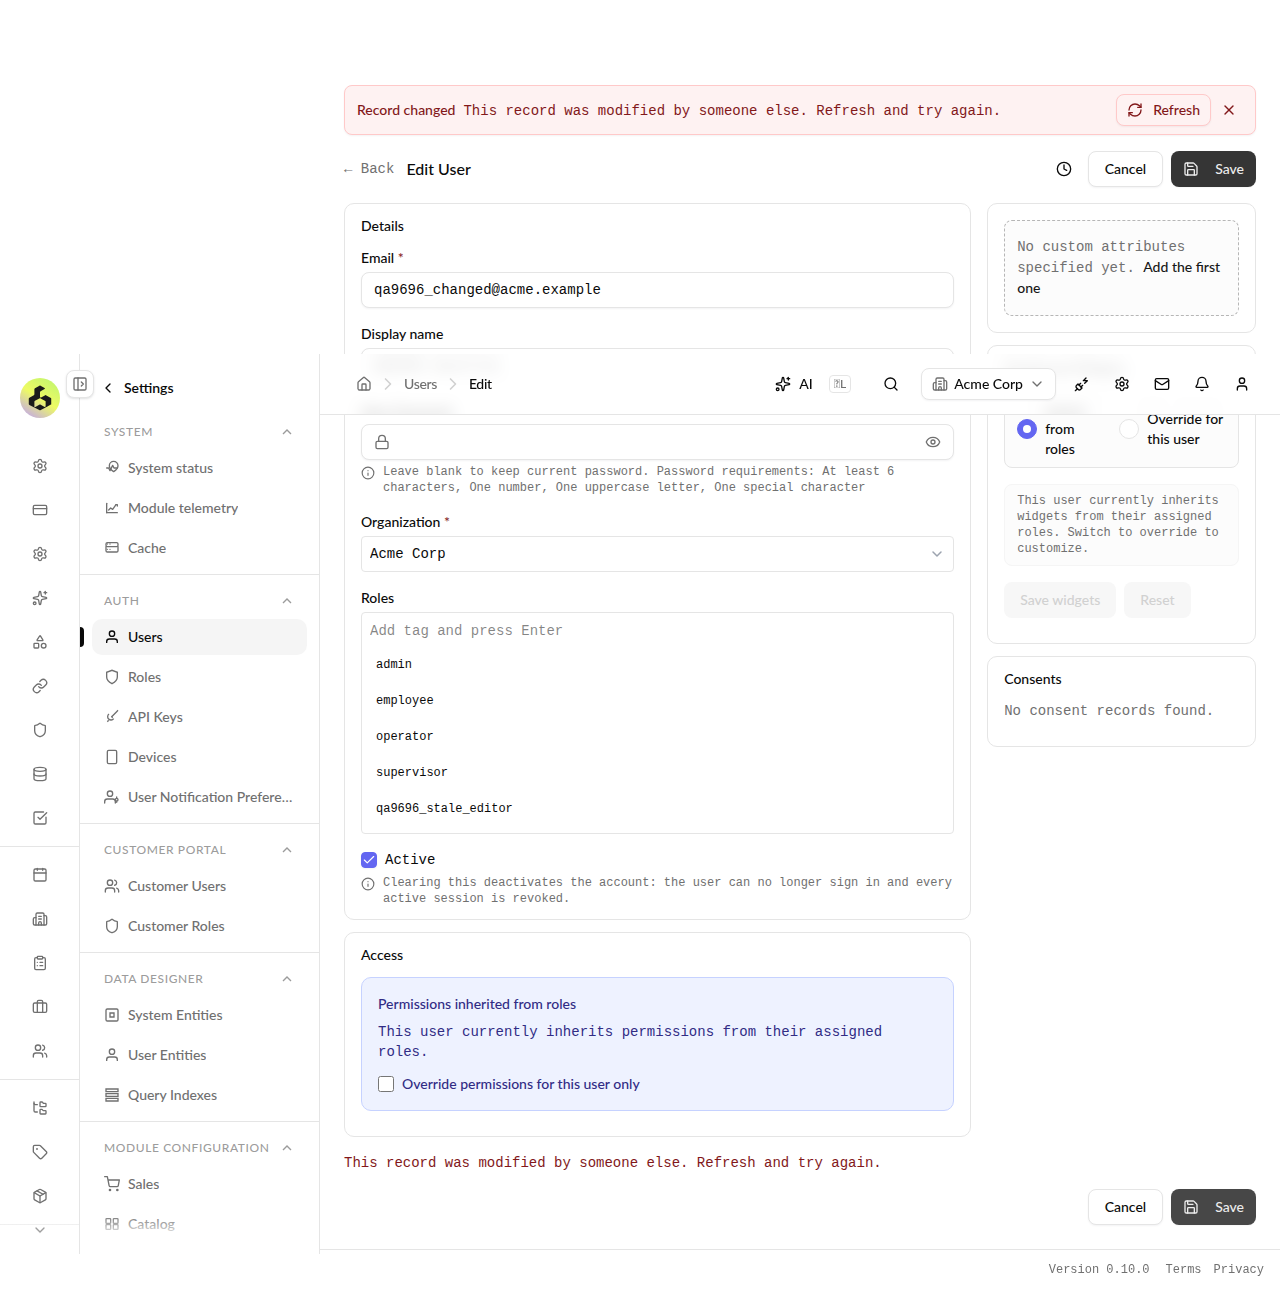 Record changed This record was modified by someone else. Refresh and try again.
Refresh
← Back Edit User
Cancel
Save
Details
Email *
qa9696_changed@acme.example
Display name
No custom attributes
specified yet. Add the first
one
Settings
Users
Edit
AI
Acme Corp
SYSTEM
System status
Module telemetry
Cache
AUTH
Users
Roles
API Keys
Devices
User Notification Prefere...
CUSTOMER PORTAL
Customer Users
Customer Roles
DATA DESIGNER
System Entities
User Entities
Query Indexes
MODULE CONFIGURATION
Sales
Catalog
Leave blank to keep current password. Password requirements: At least 6
characters, One number, One uppercase letter, One special character
Organization *
Acme Corp
Roles
Add tag and press Enter
admin
employee
operator
supervisor
qa9696_stale_editor
Active
Clearing this deactivates the account: the user can no longer sign in and every
active session is revoked.
Access
Permissions inherited from roles
This user currently inherits permissions from their assigned
roles.
Override permissions for this user only
from
roles
Override for
this user
This user currently inherits
widgets from their assigned
roles. Switch to override to
customize.
Save widgets
Reset
Consents
No consent records found.
This record was modified by someone else. Refresh and try again.
Cancel
Save
Version 0.10.0
Terms
Privacy